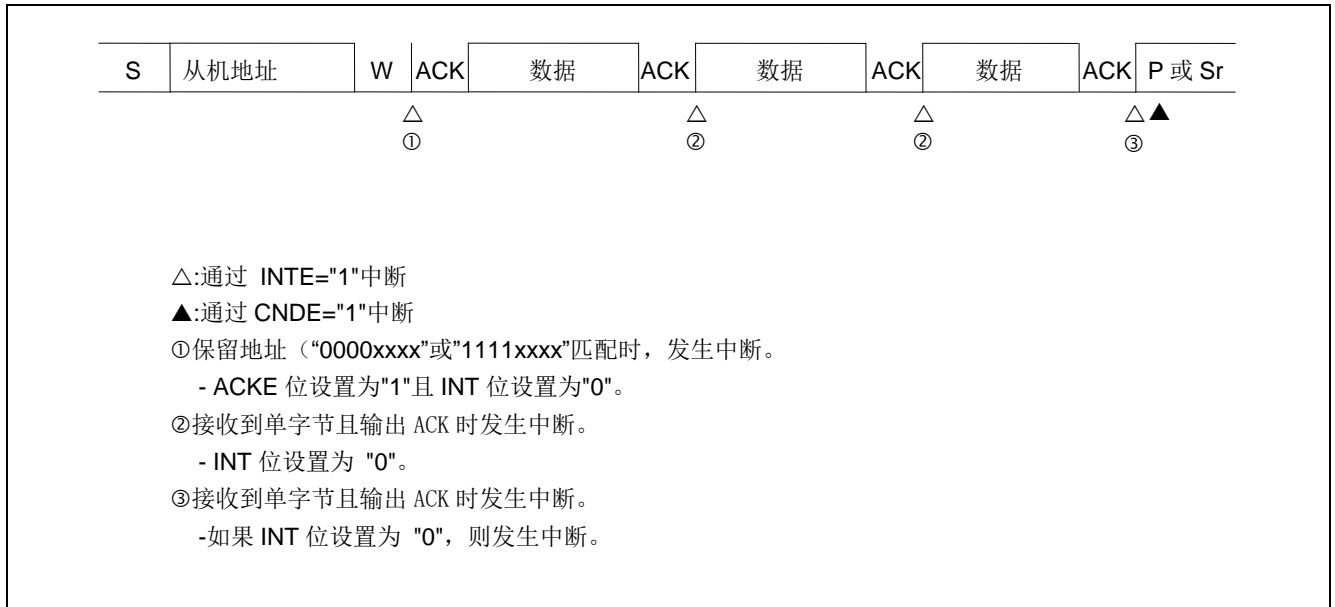 S 从机地址 W ACK 数据 ACK 数据 ACK 数据 ACK P 或 Sr
△ △ △ △▲
① ② ② ③
△:通过 INTE="1"中断
▲:通过 CNDE="1"中断
①保留地址（“0000xxxx”或”1111xxxx”匹配时，发生中断。
- ACKE 位设置为"1"且 INT 位设置为"0"。
②接收到单字节且输出 ACK 时发生中断。
- INT 位设置为 "0"。
③接收到单字节且输出 ACK 时发生中断。
-如果 INT 位设置为 "0"，则发生中断。